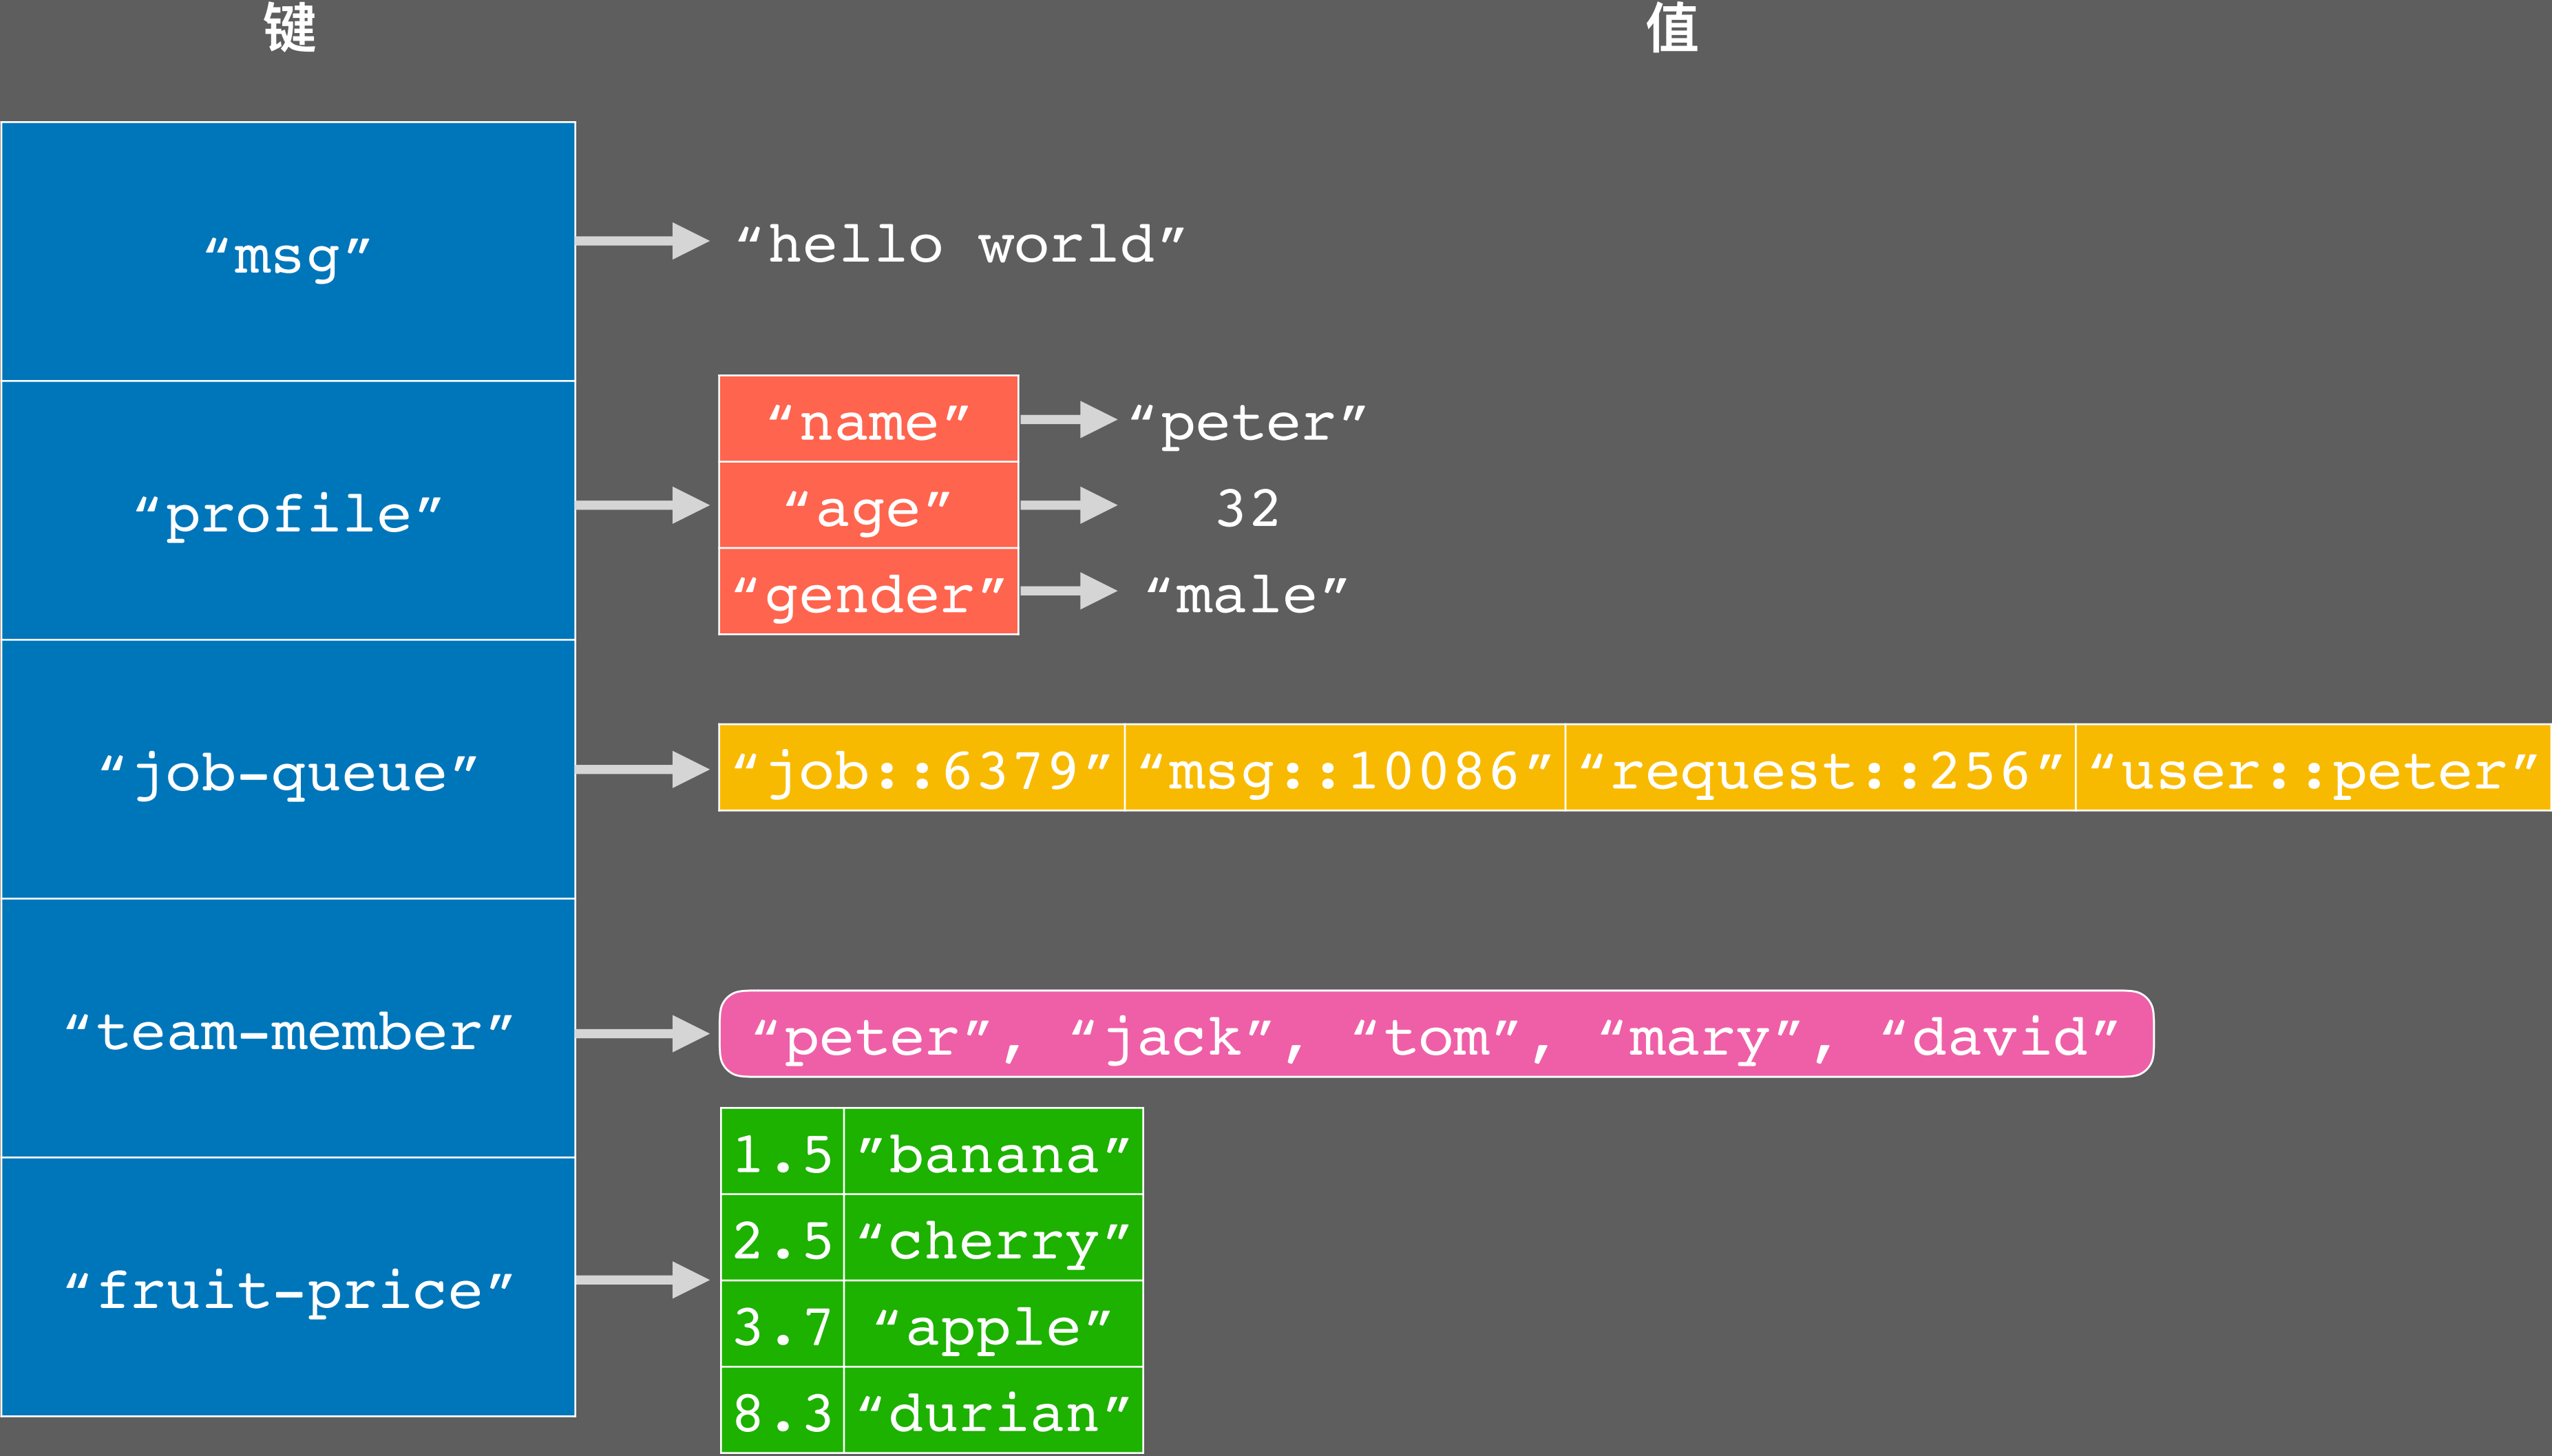 键 值
“msg” “hello world”
“profile”
“name” “peter”
“age” 32
“gender” “male”
“job-queue” “job::6379” “msg::10086” “request::256” “user::peter”
“team-member” “peter”, “jack”, “tom”, “mary”, “david”
“fruit-price”
1.5 ”banana”
2.5 “cherry”
3.7 “apple”
8.3 “durian”